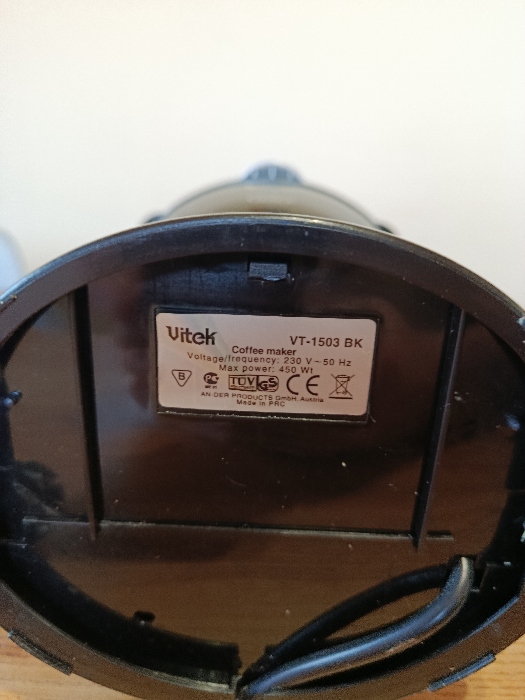 Vitek VT-1503 BK
Coffee maker
Voltage/frequency: 230 V ~ 50 Hz
Max power: 450 Wt
B TÜV GS CE
AN-DER PRODUCTS GmbH, Austria
Made in PRC